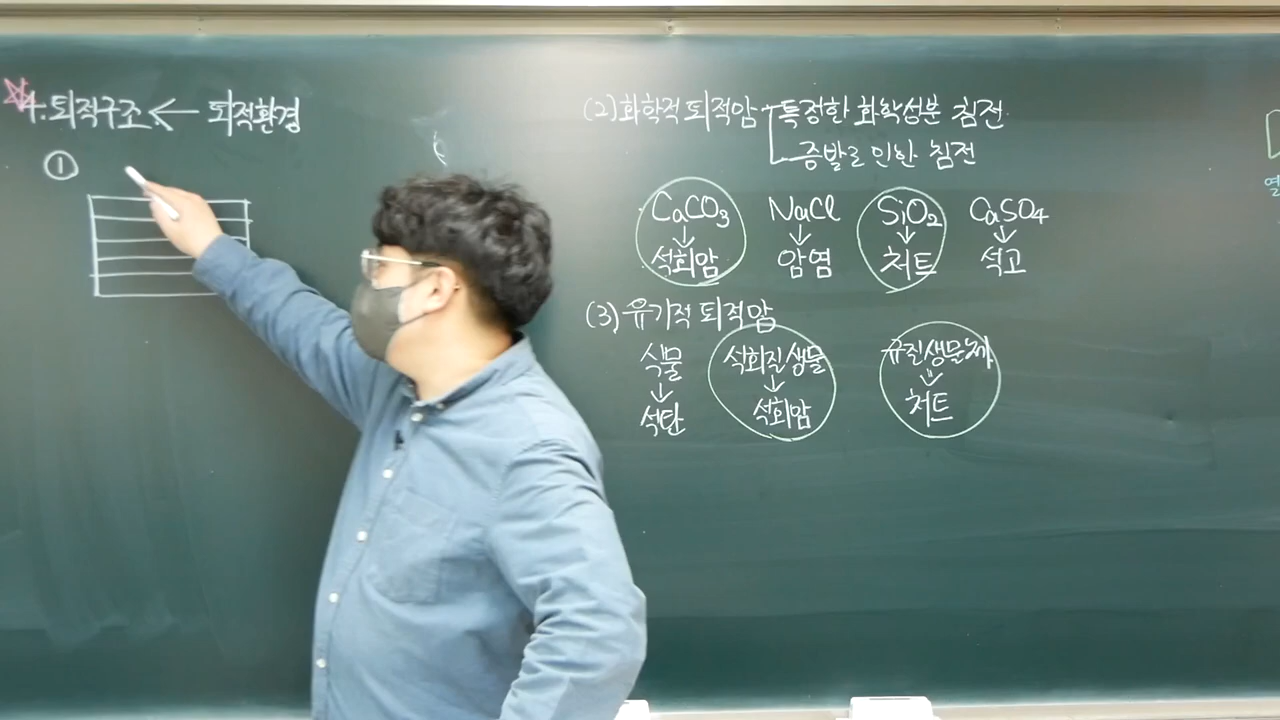 4. 퇴적구조 ← 퇴적환경
①
(2) 화학적 퇴적암 특정한 화학성분 침전
증발로 인한 침전
CaCO3 NaCl SiO2 CaSO4
↓ ↓ ↓ ↓
석회암 암염 처트 석고
(3) 유기적 퇴적암
식물 석회질생물 규질생물체
↓ ↓ ↓
석탄 석회암 처트
열